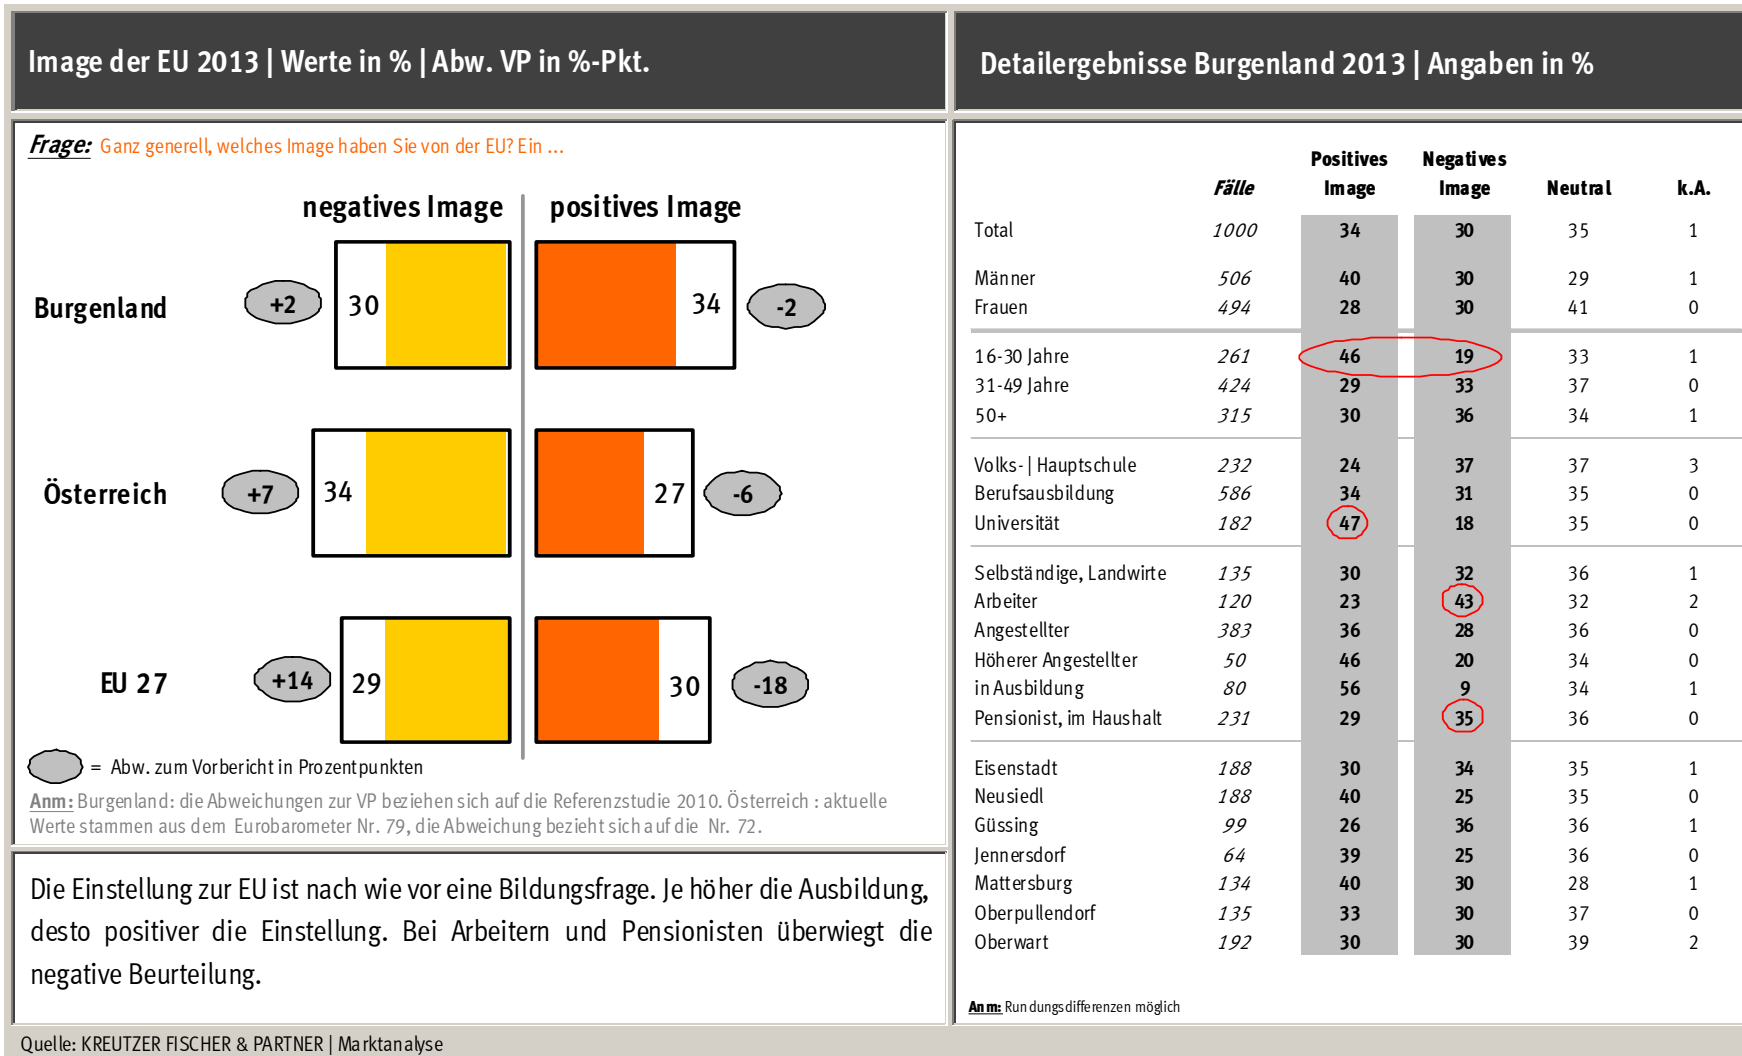 Image der EU 2013 | Werte in % | Abw. VP in %-Pkt.
Frage: Ganz generell, welches Image haben Sie von der EU? Ein ...
negatives Image positives Image
Burgenland +2 30 34 -2
Österreich +7 34 27 -6
EU 27 +14 29 30 -18
= Abw. zum Vorbericht in Prozentpunkten
Anm: Burgenland: die Abweichungen zur VP beziehen sich auf die Referenzstudie 2010. Österreich : aktuelle
Werte stammen aus dem Eurobarometer Nr. 79, die Abweichung bezieht sich auf die Nr. 72.
Die Einstellung zur EU ist nach wie vor eine Bildungsfrage. Je höher die Ausbildung,
desto positiver die Einstellung. Bei Arbeitern und Pensionisten überwiegt die
negative Beurteilung.
Detailergebnisse Burgenland 2013 | Angaben in %
Positives Negatives
Fälle Image Image Neutral k.A.
Total 1000 34 30 35 1
Männer 506 40 30 29 1
Frauen 494 28 30 41 0
16-30 Jahre 261 46 19 33 1
31-49 Jahre 424 29 33 37 0
50+ 315 30 36 34 1
Volks- | Hauptschule 232 24 37 37 3
Berufsausbildung 586 34 31 35 0
Universität 182 47 18 35 0
Selbständige, Landwirte 135 30 32 36 1
Arbeiter 120 23 43 32 2
Angestellter 383 36 28 36 0
Höherer Angestellter 50 46 20 34 0
in Ausbildung 80 56 9 34 1
Pensionist, im Haushalt 231 29 35 36 0
Eisenstadt 188 30 34 35 1
Neusiedl 188 40 25 35 0
Güssing 99 26 36 36 1
Jennersdorf 64 39 25 36 0
Mattersburg 134 40 30 28 1
Oberpullendorf 135 33 30 37 0
Oberwart 192 30 30 39 2
Anm: Rundungsdifferenzen möglich
Quelle: KREUTZER FISCHER & PARTNER | Marktanalyse